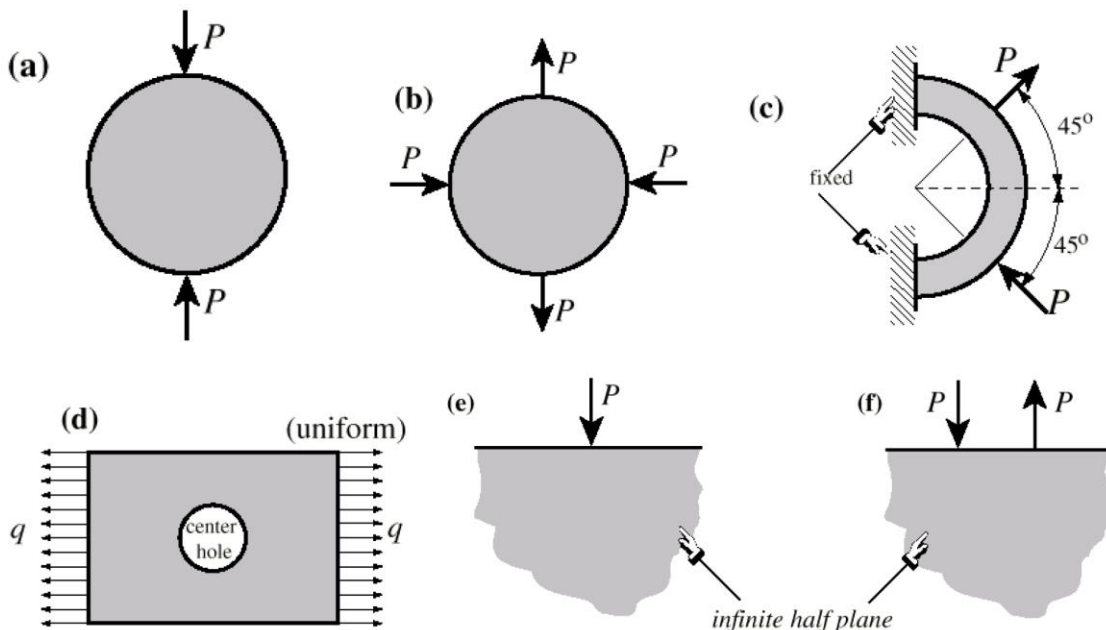 (a)
P
P
(b)
P
P
P
P
(c)
P
45°
fixed
45°
P
(d)
(uniform)
q
center
hole
q
(e)
P
(f)
P
P
infinite half plane